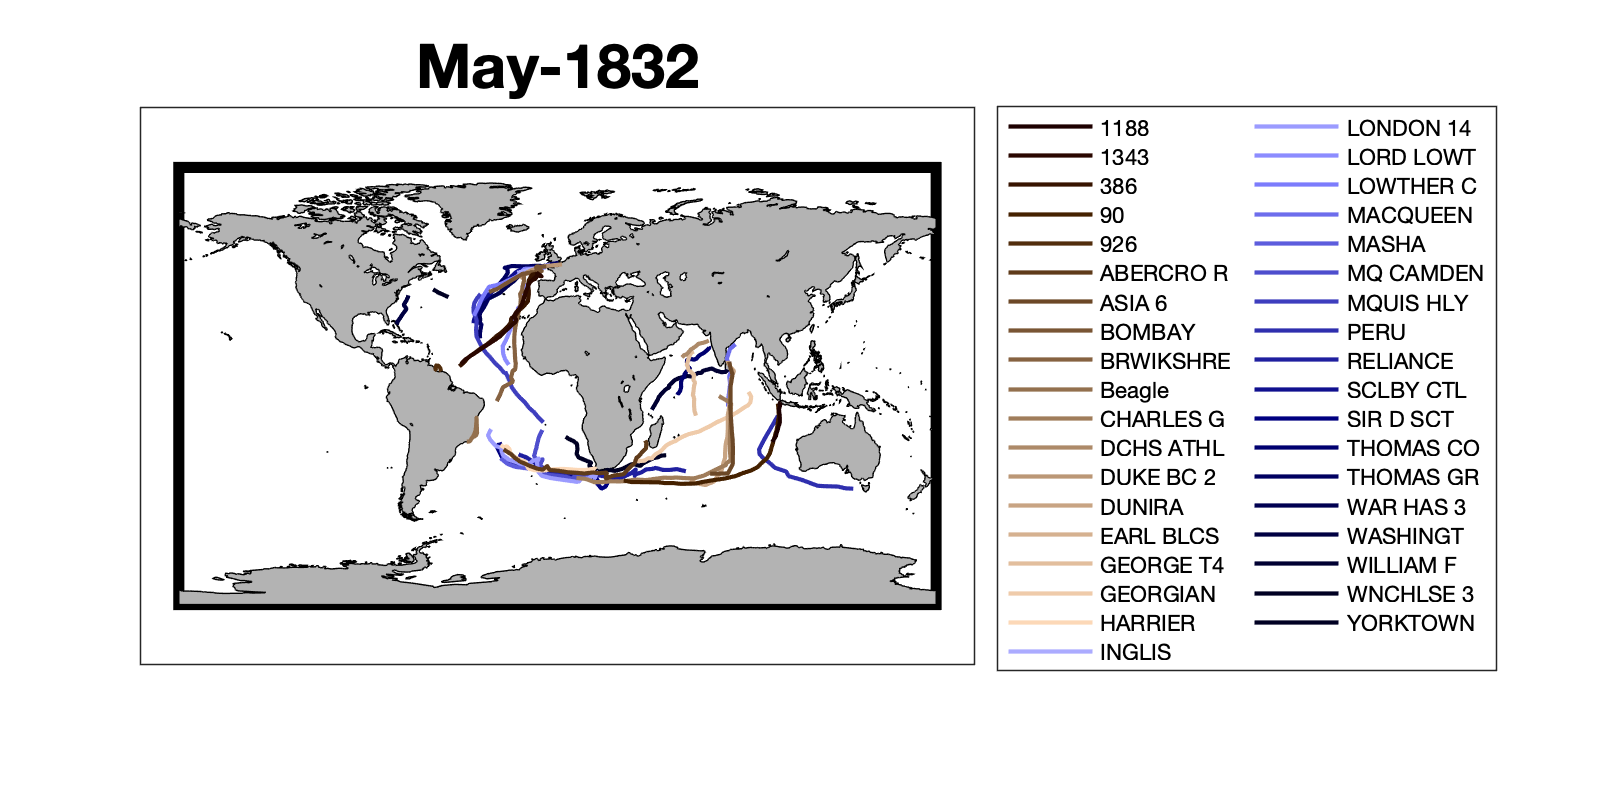 May-1832
1188
1343
386
90
926
ABERCRO R
ASIA 6
BOMBAY
BRWIKSHRE
Beagle
CHARLES G
DCHS ATHL
DUKE BC 2
DUNIRA
EARL BLCS
GEORGE T4
GEORGIAN
HARRIER
INGLIS
LONDON 14
LORD LOWT
LOWTHER C
MACQUEEN
MASHA
MQ CAMDEN
MQUIS HLY
PERU
RELIANCE
SCLBY CTL
SIR D SCT
THOMAS CO
THOMAS GR
WAR HAS 3
WASHINGT
WILLIAM F
WNCHLSE 3
YORKTOWN